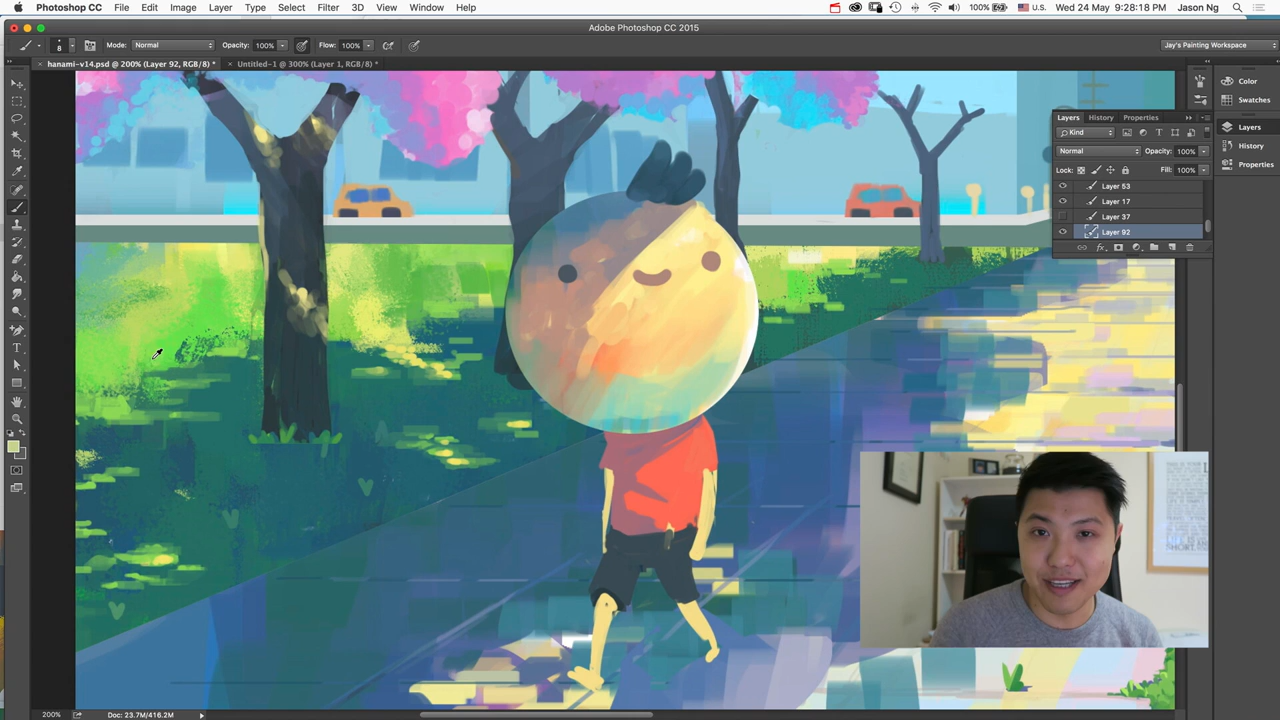 Photoshop CC File Edit Image Layer Type Select Filter 3D View Window Help 100% U.S. Wed 24 May 9:28:18 PM Jason Ng
Adobe Photoshop CC 2015
8 Mode: Normal Opacity: 100% Flow: 100% Jay's Painting Workspace
× hanami-v14.psd @ 200% (Layer 92, RGB/8) * × Untitled-1 @ 300% (Layer 1, RGB/8) *
Color
Swatches
Layers
History
Properties
Layers History Properties
Kind
Normal Opacity: 100%
Lock: Fill: 100%
Layer 53
Layer 17
Layer 37
Layer 92
fx
200% Doc: 23.7M/416.2M